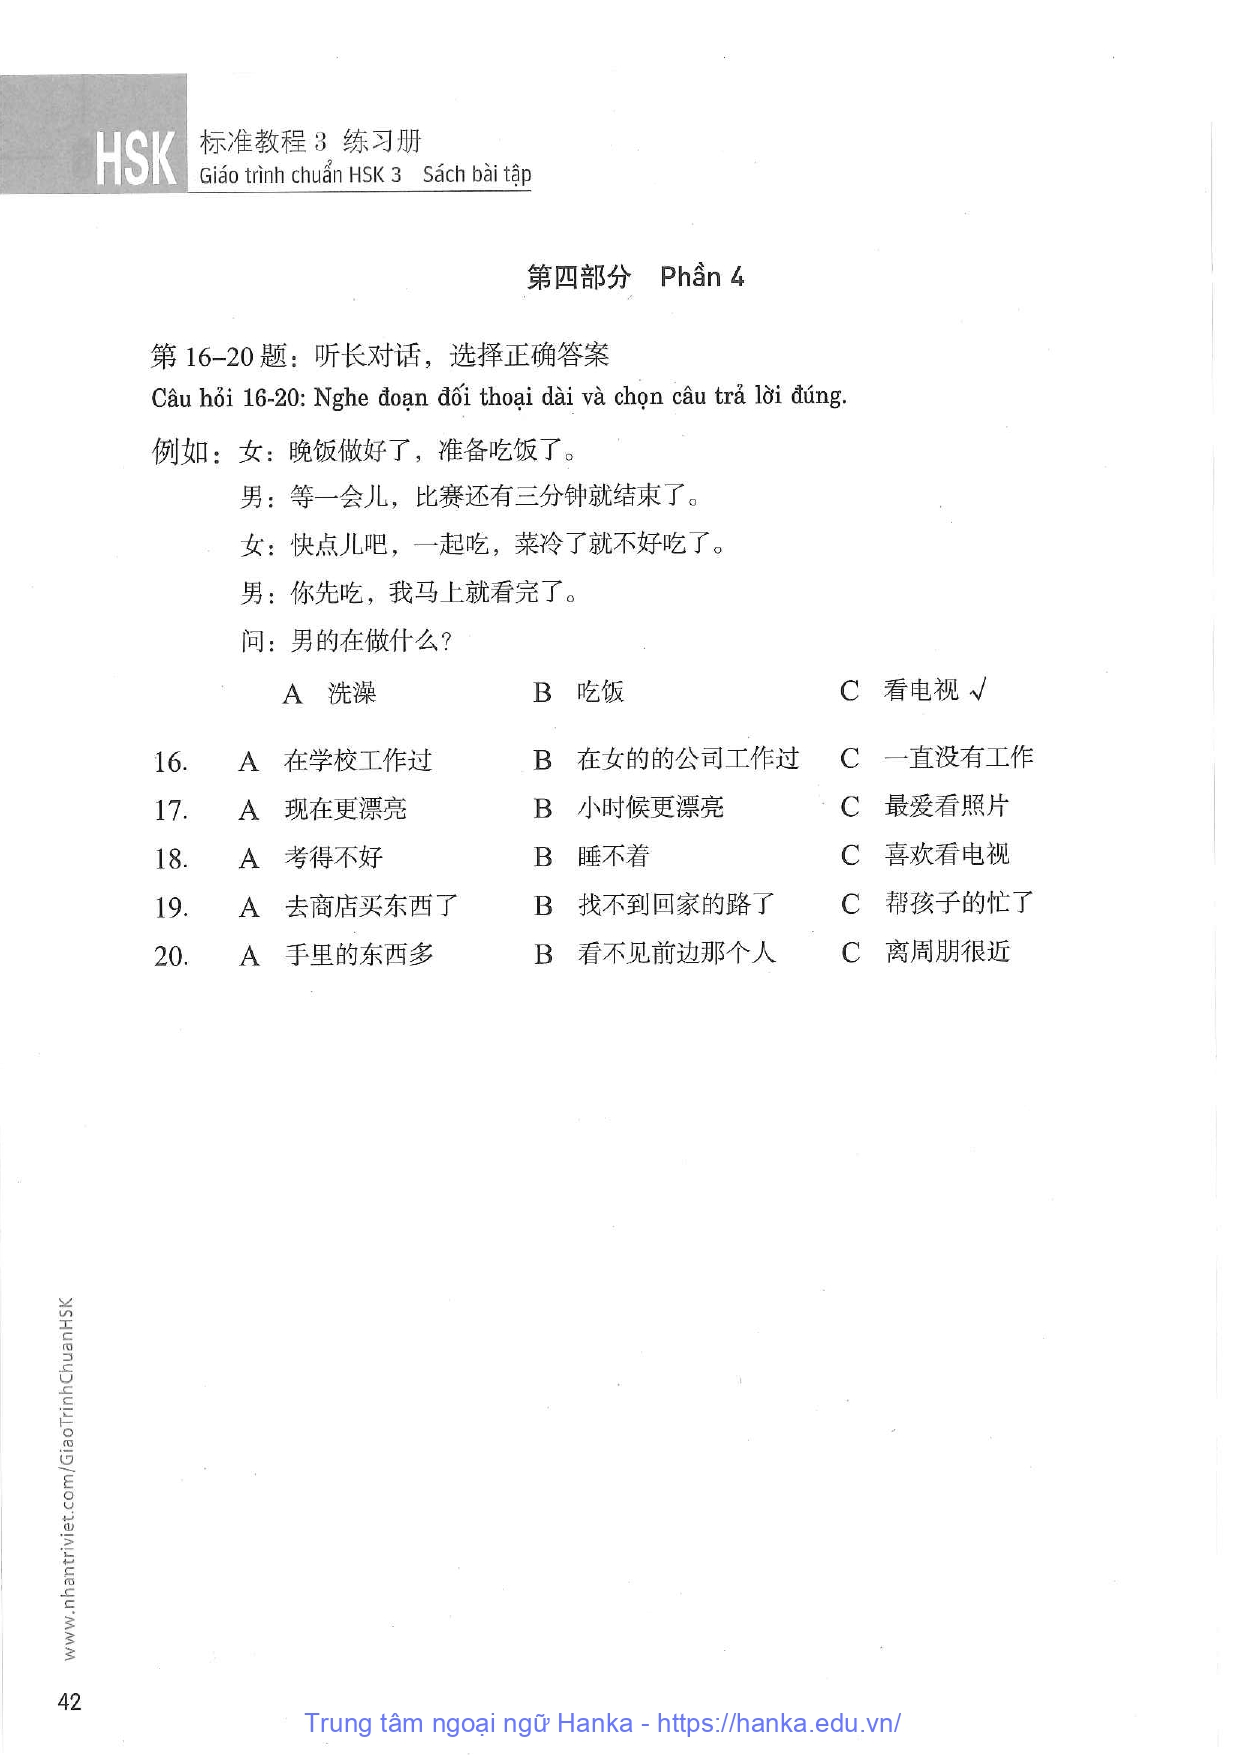 HSK
标准教程 3 练习册
Giáo trình chuẩn HSK 3 Sách bài tập
第四部分 Phần 4
第 16–20 题：听长对话，选择正确答案
Câu hỏi 16-20: Nghe đoạn đối thoại dài và chọn câu trả lời đúng.
例如：女：晚饭做好了，准备吃饭了。
男：等一会儿，比赛还有三分钟就结束了。
女：快点儿吧，一起吃，菜冷了就不好吃了。
男：你先吃，我马上就看完了。
问：男的在做什么？
A 洗澡 B 吃饭 C 看电视 √
16. A 在学校工作过 B 在女的的公司工作过 C 一直没有工作
17. A 现在更漂亮 B 小时候更漂亮 C 最爱看照片
18. A 考得不好 B 睡不着 C 喜欢看电视
19. A 去商店买东西了 B 找不到回家的路了 C 帮孩子的忙了
20. A 手里的东西多 B 看不见前边那个人 C 离周朋很近
www.nhantriviet.com/GiaoTrinhChuanHSK
42
Trung tâm ngoại ngữ Hanka - https://hanka.edu.vn/